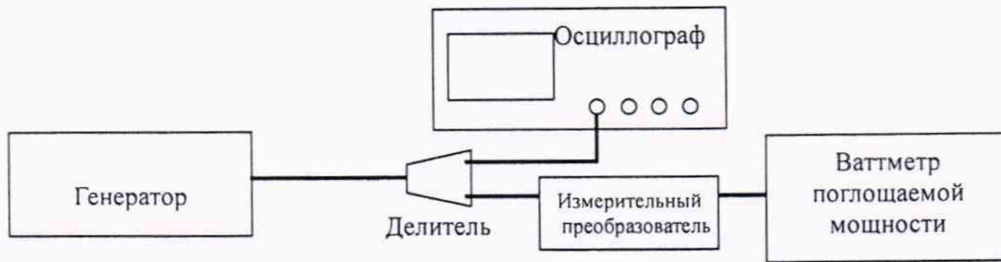 Осциллограф
Генератор
Делитель
Измерительный
преобразователь
Ваттметр
поглощаемой
мощности